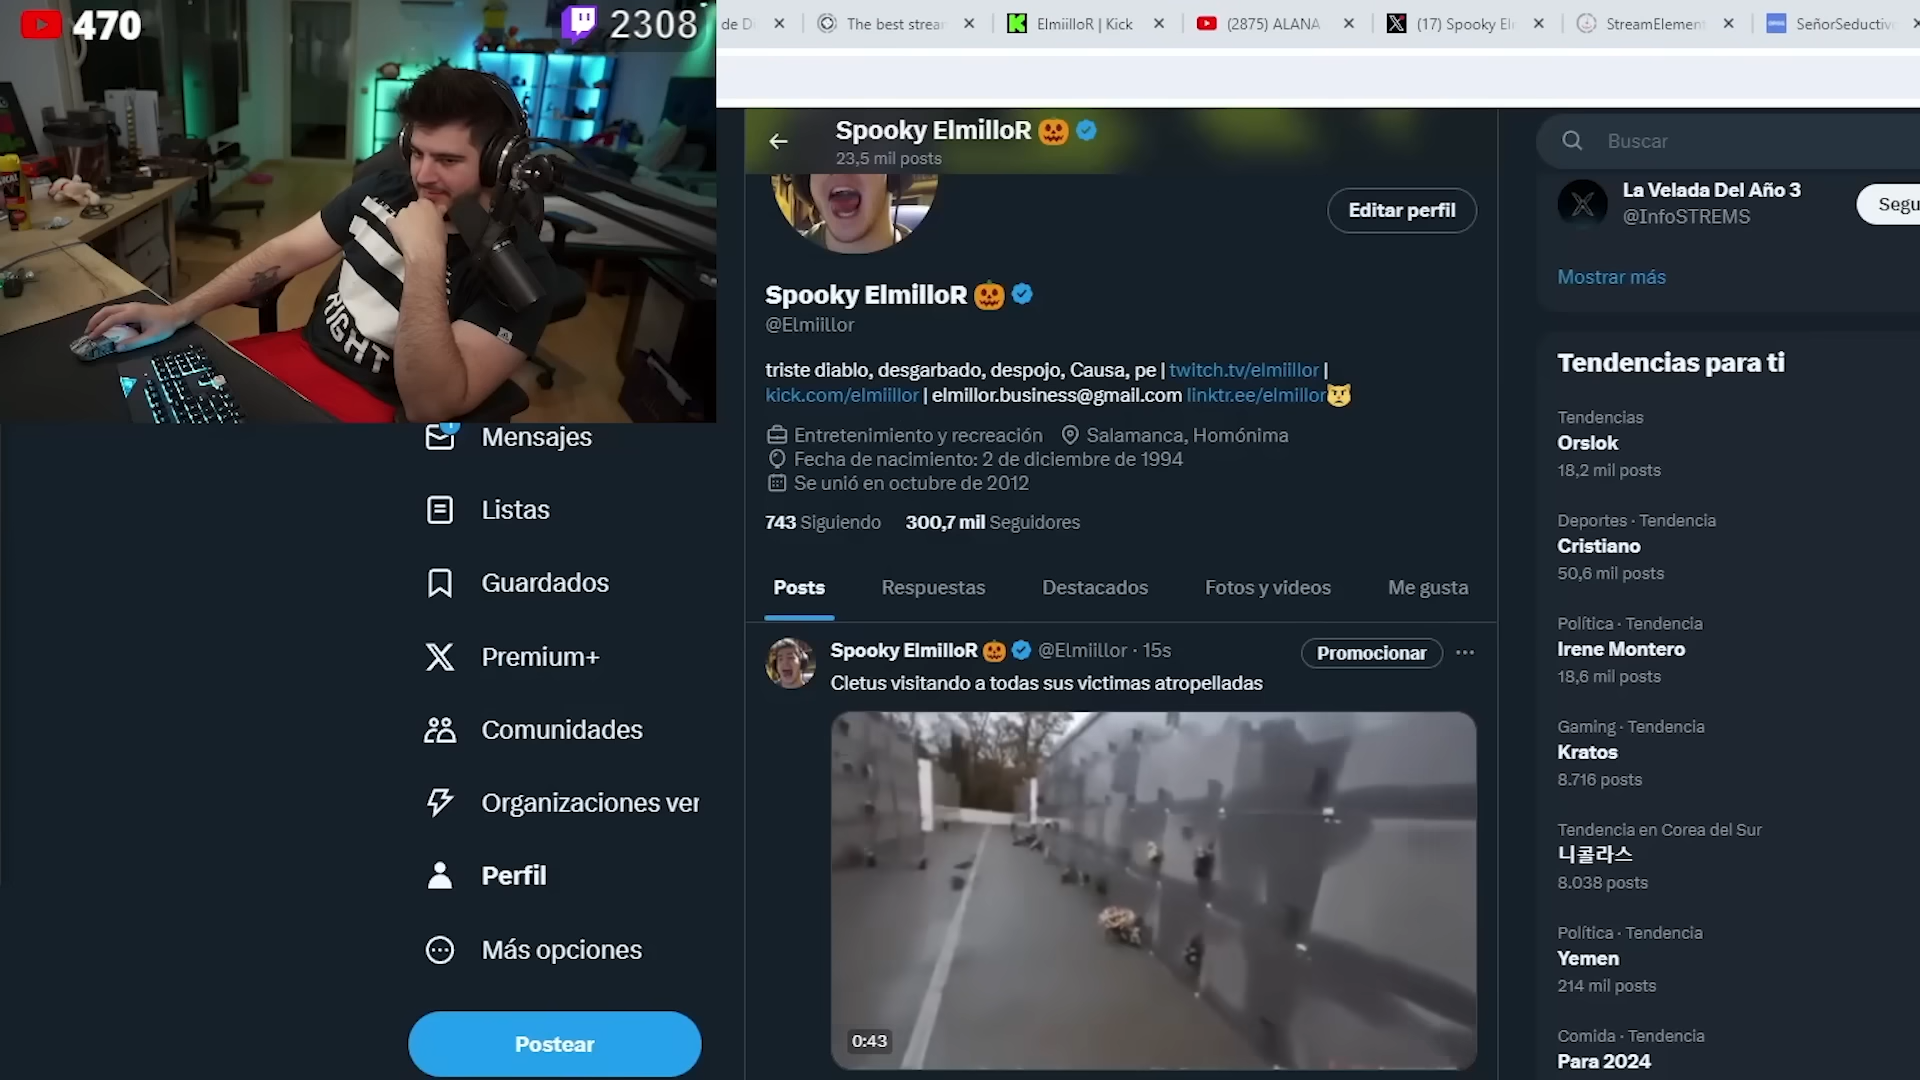 470
2308
The best strea
ElmiilloR | Kick
(2875) ALANA
(17) Spooky El
StreamElemen
SeñorSeductiv
Spooky ElmilloR
23,5 mil posts
Editar perfil
Spooky ElmilloR
@Elmiillor
triste diablo, desgarbado, despojo, Causa, pe | twitch.tv/elmiillor |
kick.com/elmiillor | elmillor.business@gmail.com linktr.ee/elmillor
Entretenimiento y recreación Salamanca, Homónima
Fecha de nacimiento: 2 de diciembre de 1994
Se unió en octubre de 2012
743 Siguiendo 300,7 mil Seguidores
Posts Respuestas Destacados Fotos y videos Me gusta
Spooky ElmilloR @Elmiillor · 15s
Promocionar
Cletus visitando a todas sus victimas atropelladas
0:43
Mensajes
Listas
Guardados
Premium+
Comunidades
Organizaciones ver
Perfil
Más opciones
Postear
Buscar
La Velada Del Año 3
@InfoSTREMS
Segu
Mostrar más
Tendencias para ti
Tendencias
Orslok
18,2 mil posts
Deportes · Tendencia
Cristiano
50,6 mil posts
Política · Tendencia
Irene Montero
18,6 mil posts
Gaming · Tendencia
Kratos
8.716 posts
Tendencia en Corea del Sur
니콜라스
8.038 posts
Política · Tendencia
Yemen
214 mil posts
Comida · Tendencia
Para 2024
RIGHT